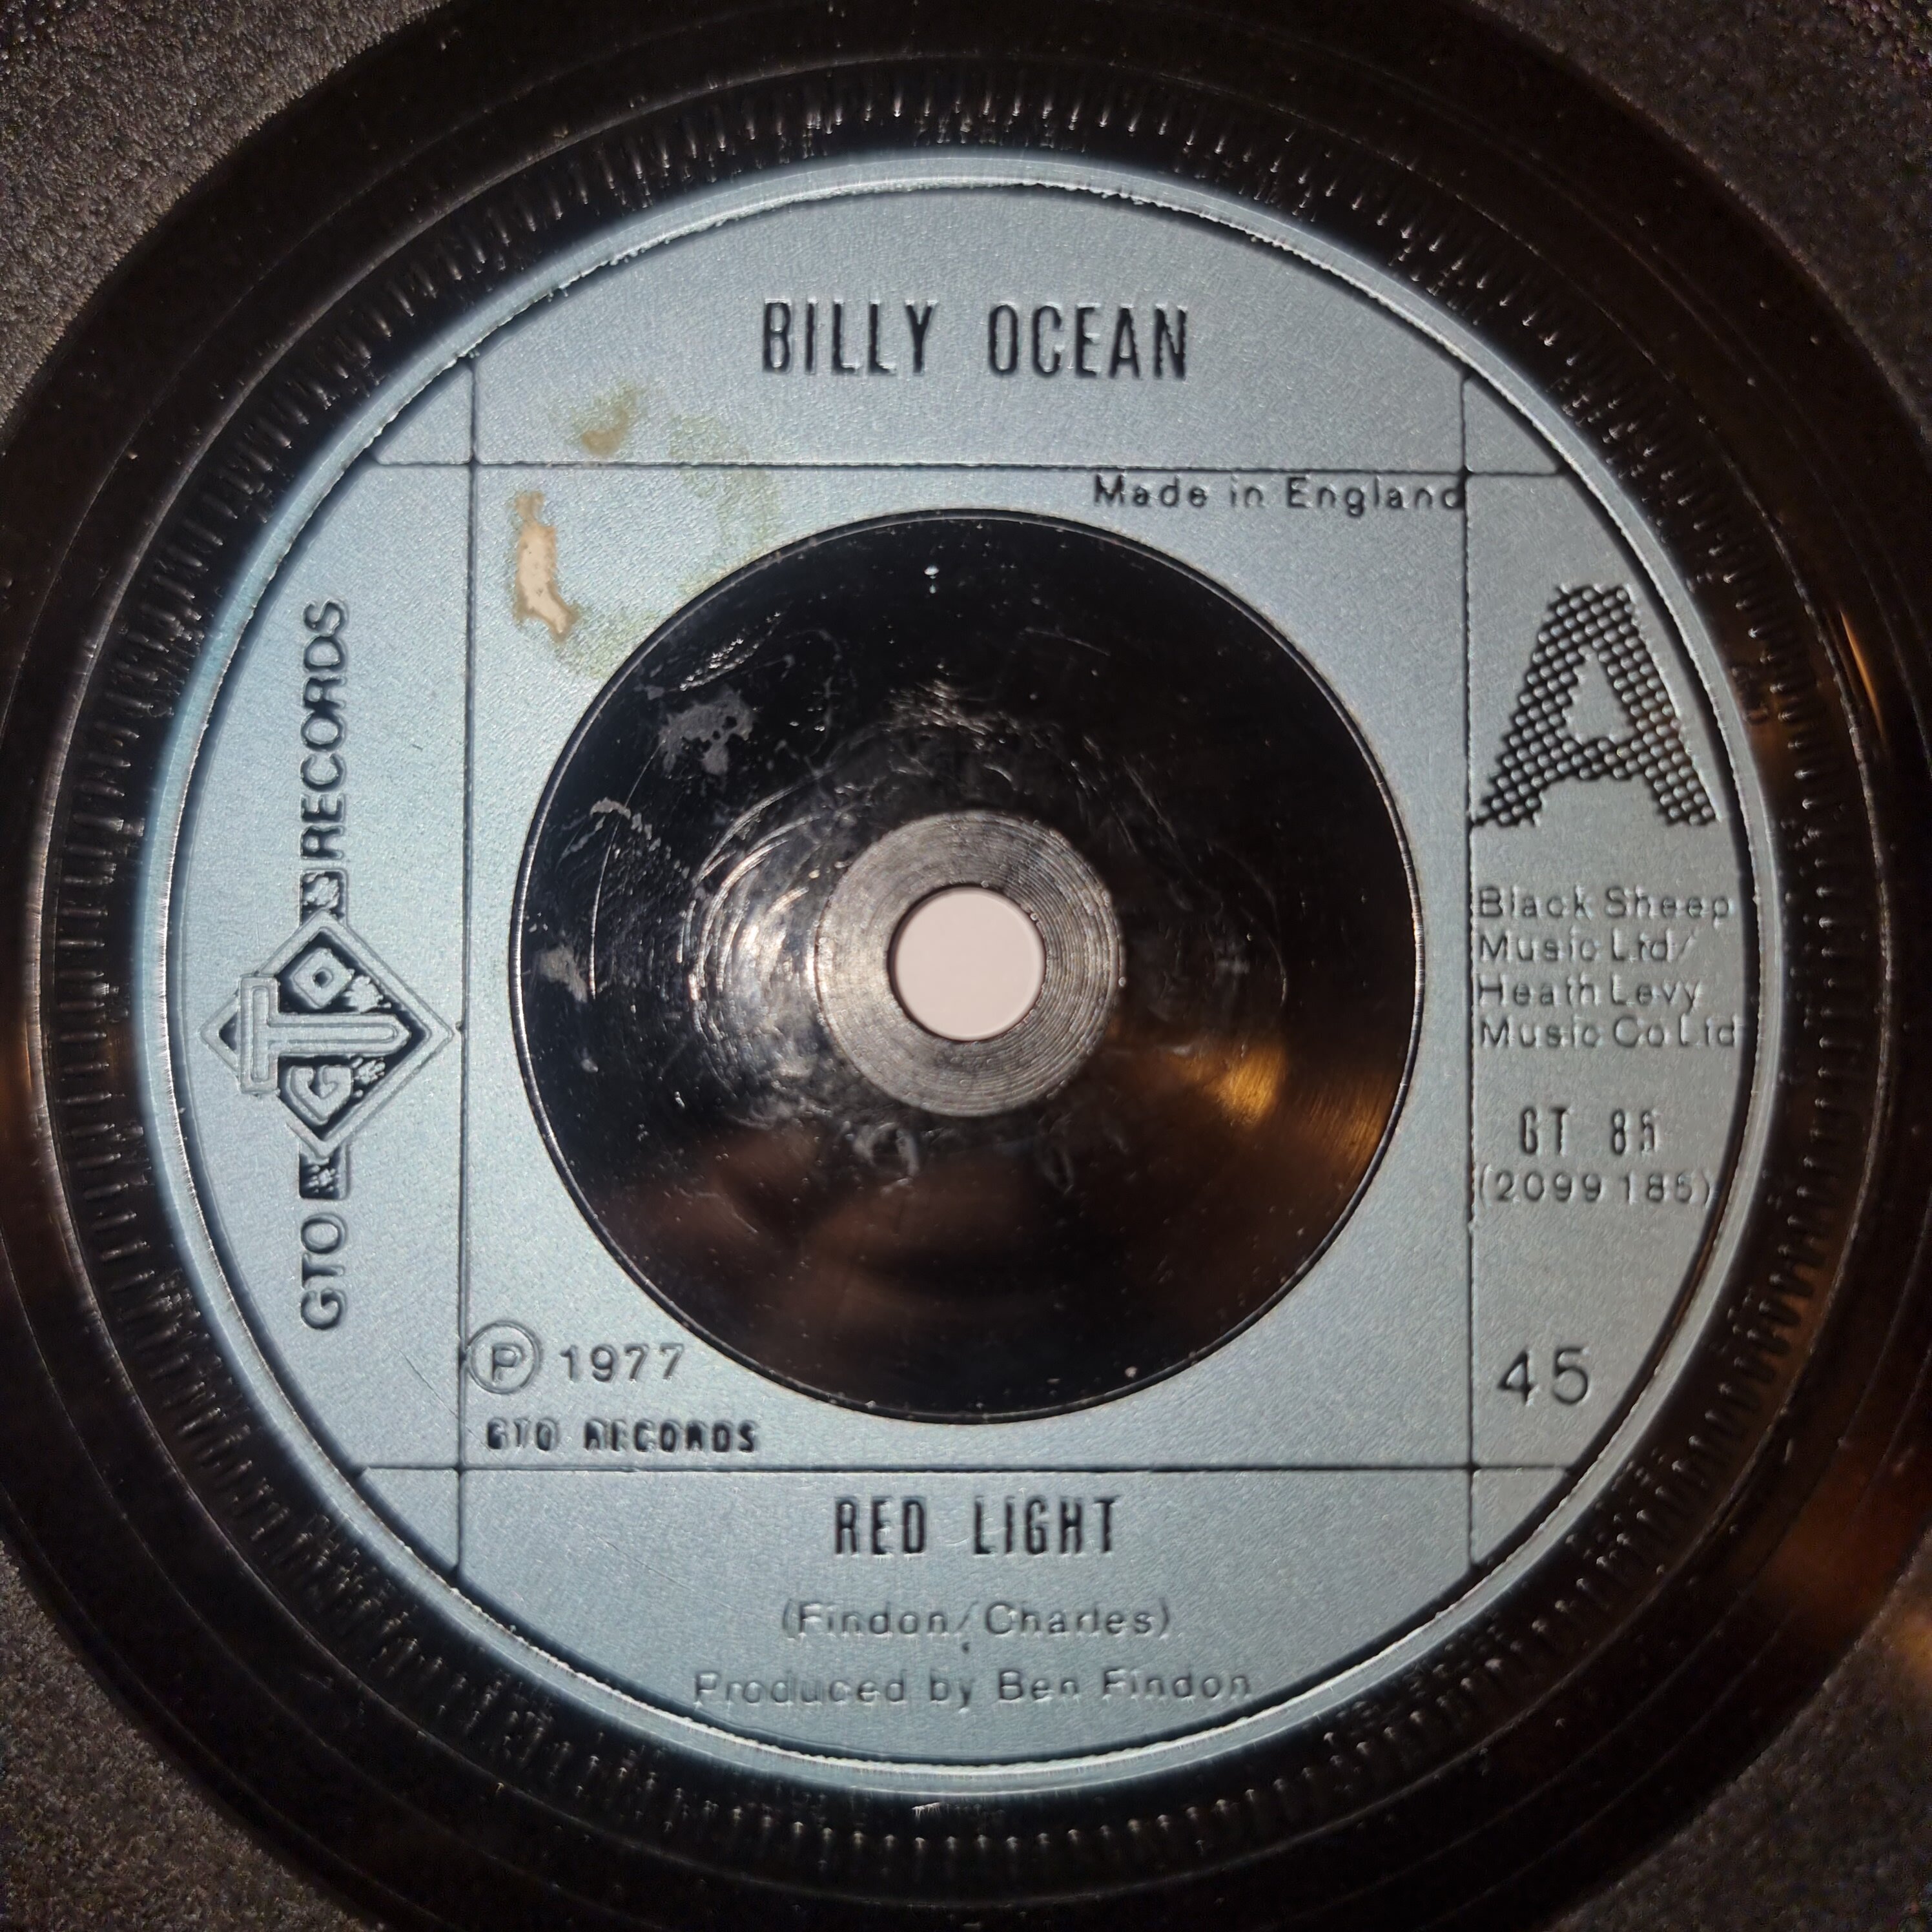 BILLY OCEAN
Made in England
GTO RECORDS
GTO
A
Black Sheep
Music Ltd/
Heath Levy
Music Co Ltd
GT 85
(2099 185)
45
Ⓟ 1977
GTO RECORDS
RED LIGHT
(Findon/Charles)
Produced by Ben Findon